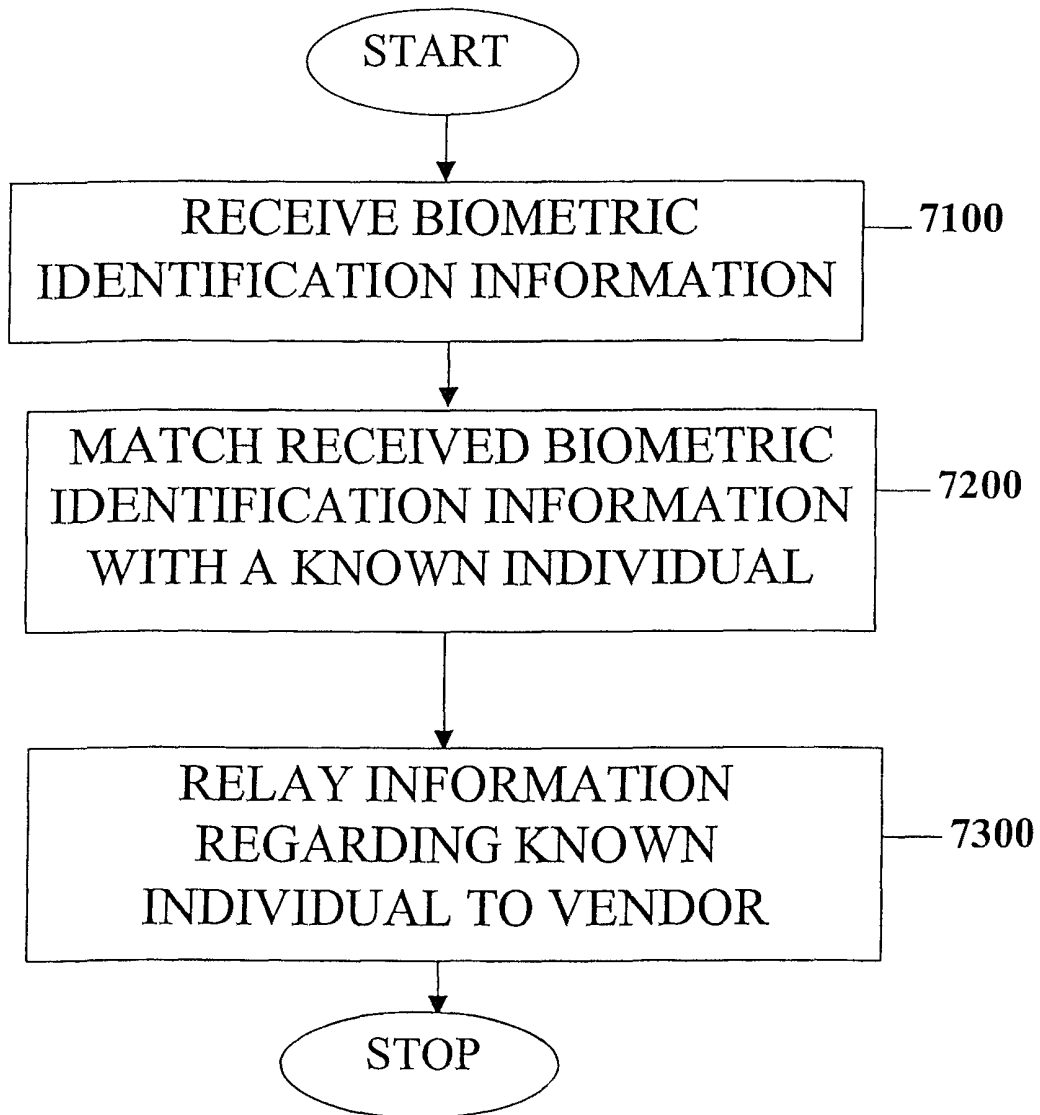 START
RECEIVE BIOMETRIC
IDENTIFICATION INFORMATION
7100
MATCH RECEIVED BIOMETRIC
IDENTIFICATION INFORMATION
WITH A KNOWN INDIVIDUAL
7200
RELAY INFORMATION
REGARDING KNOWN
INDIVIDUAL TO VENDOR
7300
STOP